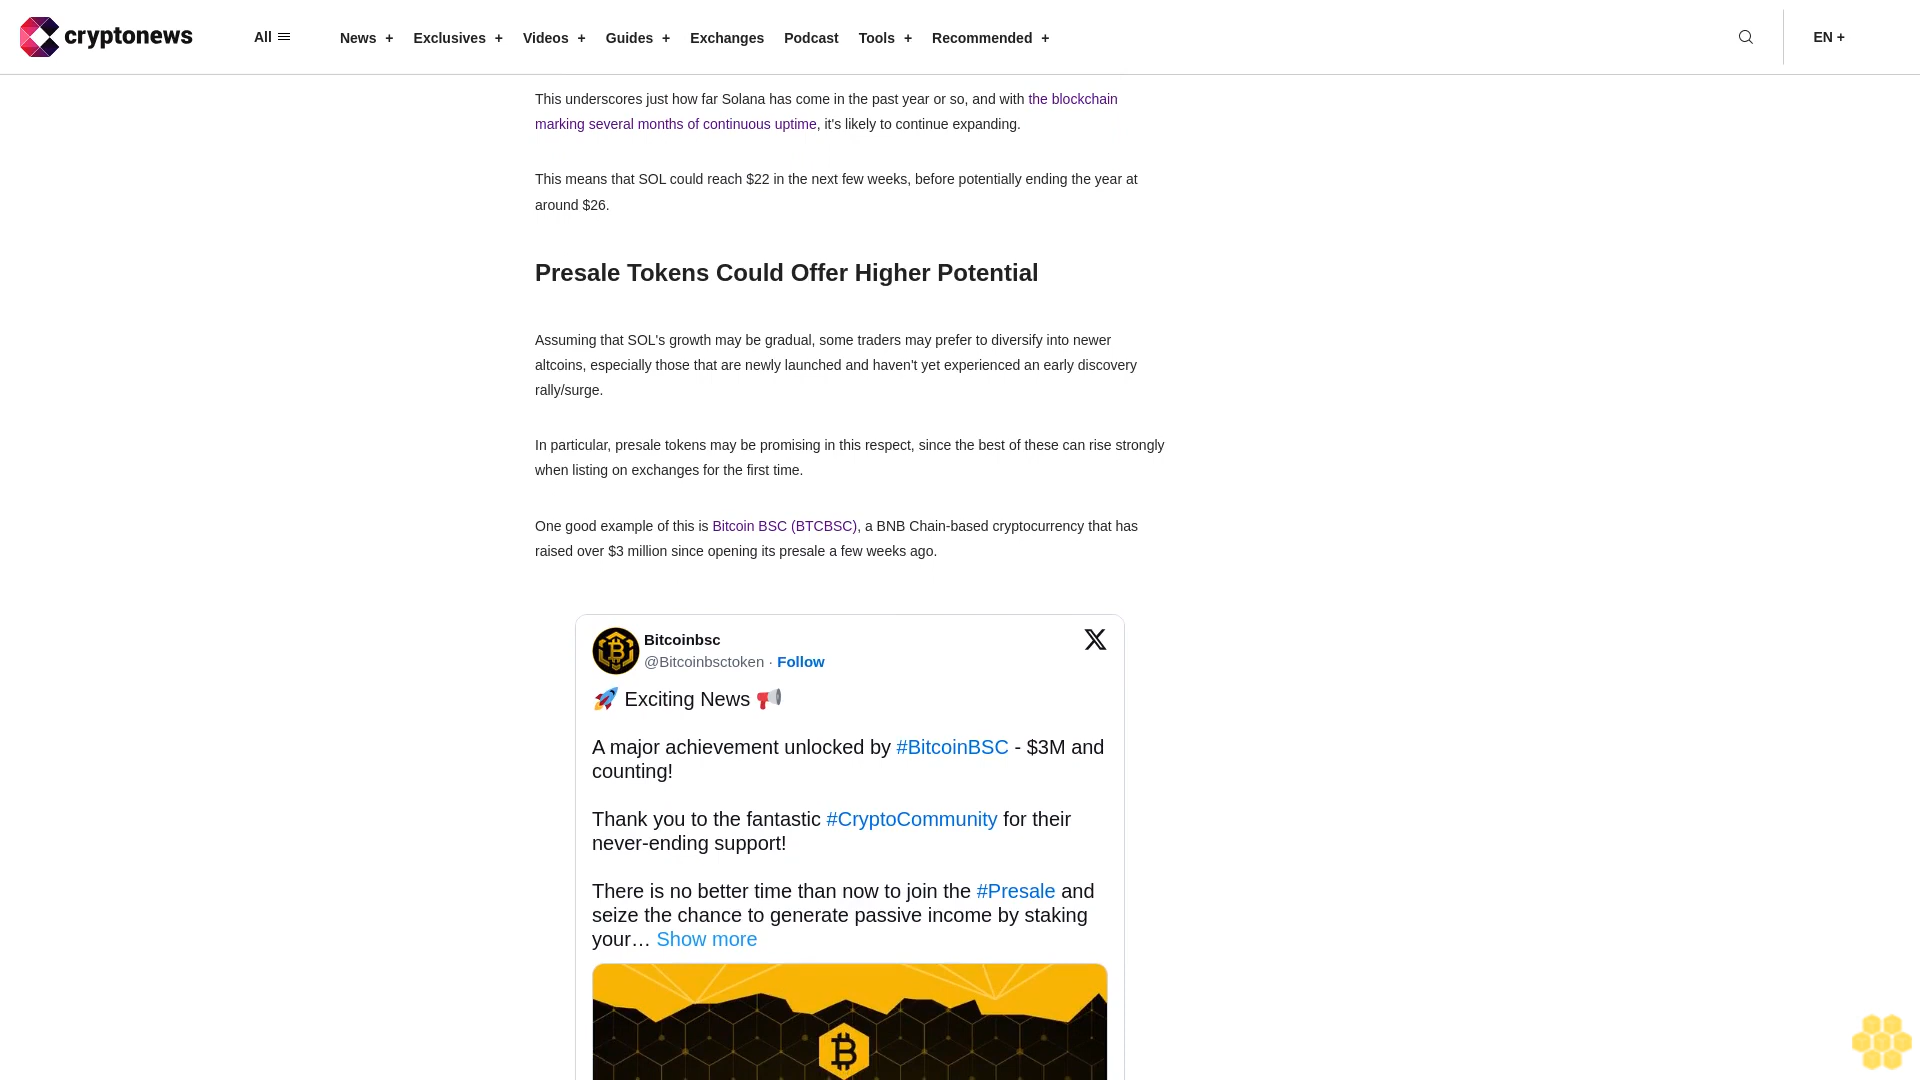 cryptonews
All
News +
Exclusives +
Videos +
Guides +
Exchanges
Podcast
Tools +
Recommended +
EN +
This underscores just how far Solana has come in the past year or so, and with the blockchain
marking several months of continuous uptime, it's likely to continue expanding.
This means that SOL could reach $22 in the next few weeks, before potentially ending the year at
around $26.
Presale Tokens Could Offer Higher Potential
Assuming that SOL's growth may be gradual, some traders may prefer to diversify into newer
altcoins, especially those that are newly launched and haven't yet experienced an early discovery
rally/surge.
In particular, presale tokens may be promising in this respect, since the best of these can rise strongly
when listing on exchanges for the first time.
One good example of this is Bitcoin BSC (BTCBSC), a BNB Chain-based cryptocurrency that has
raised over $3 million since opening its presale a few weeks ago.
Bitcoinbsc
@Bitcoinbsctoken · Follow
🚀 Exciting News 📢
A major achievement unlocked by #BitcoinBSC - $3M and
counting!
Thank you to the fantastic #CryptoCommunity for their
never-ending support!
There is no better time than now to join the #Presale and
seize the chance to generate passive income by staking
your… Show more